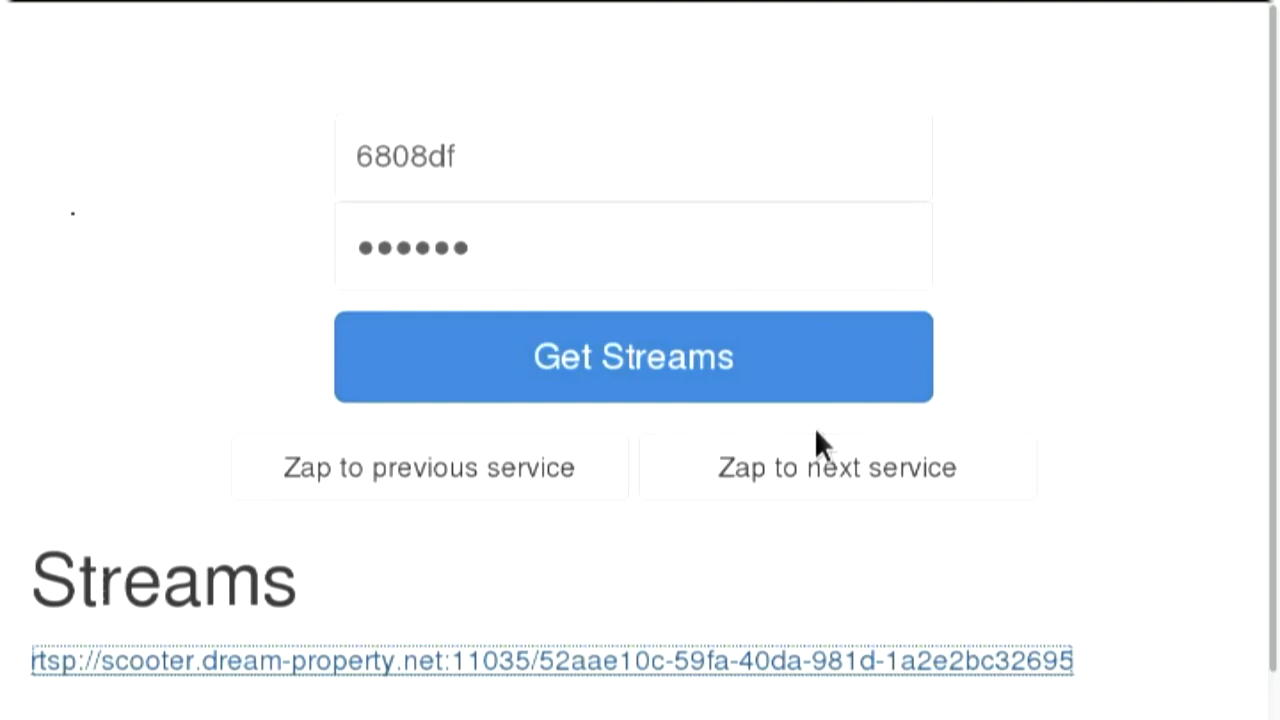 6808df
••••••
Get Streams
Zap to previous service
Zap to next service
Streams
rtsp://scooter.dream-property.net:11035/52aae10c-59fa-40da-981d-1a2e2bc32695